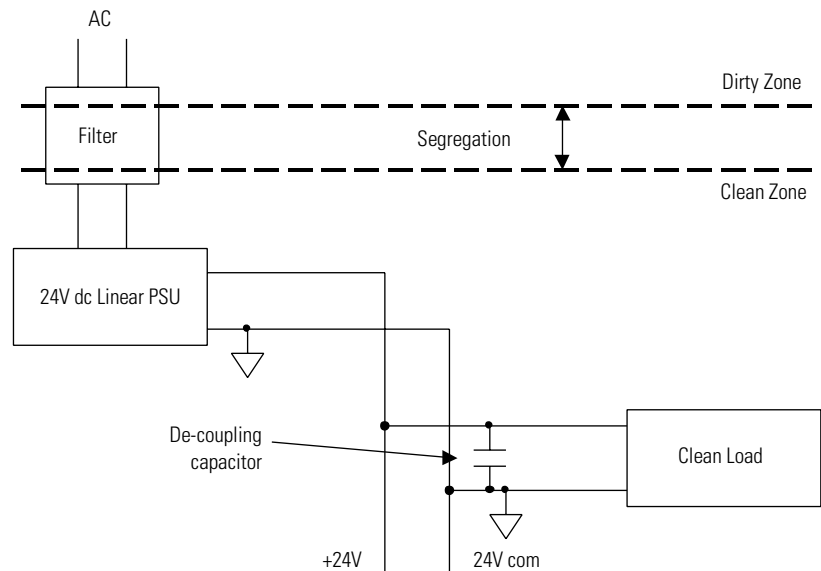 AC
Dirty Zone
Filter
Segregation
Clean Zone
24V dc Linear PSU
De-coupling
capacitor
Clean Load
+24V
24V com